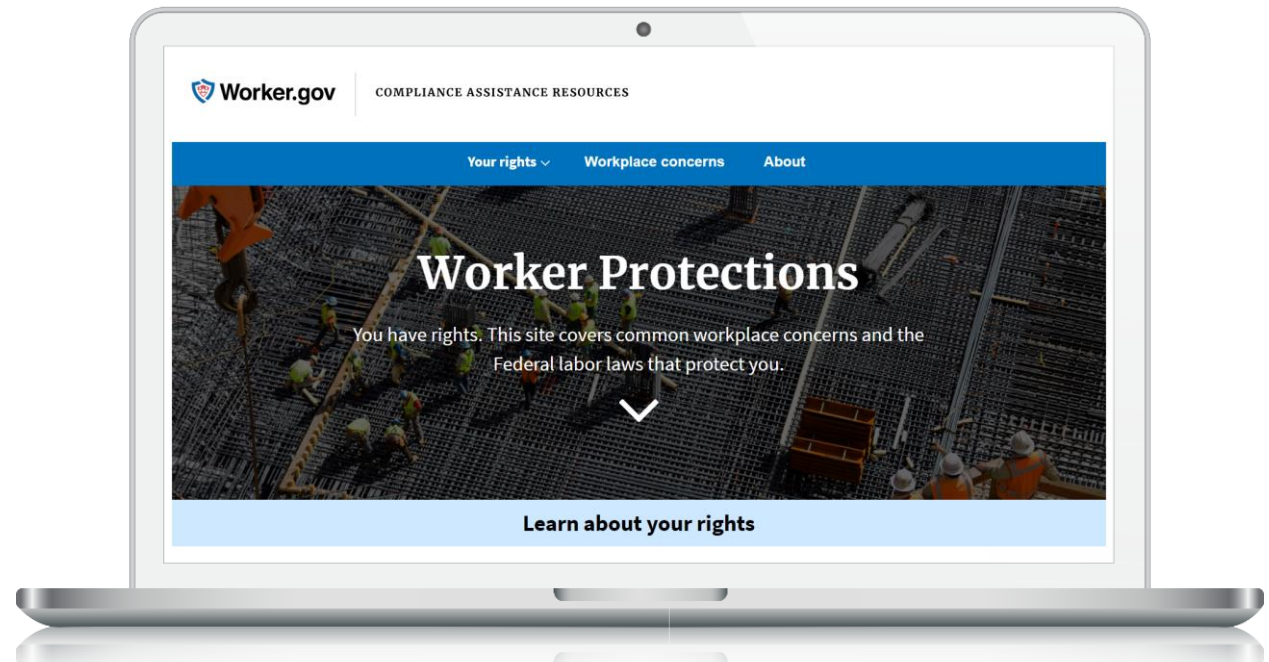 Worker.gov
COMPLIANCE ASSISTANCE RESOURCES
Your rights
Workplace concerns
About
Worker Protections
You have rights. This site covers common workplace concerns and the
Federal labor laws that protect you.
Learn about your rights